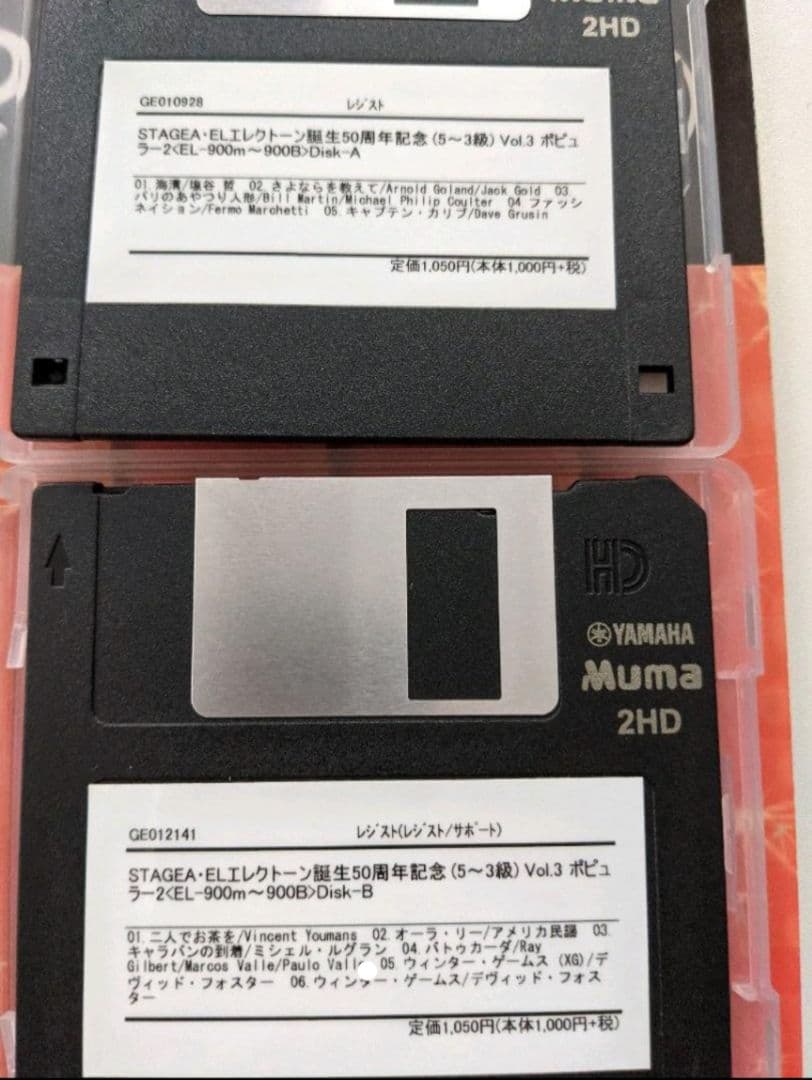 2HD
GE010928 レジスト
STAGEA・ELエレクトーン誕生50周年記念(5～3級) Vol.3 ポピュ
ラー2<EL-900m～900B>Disk-A
01.海濱/塩谷 哲 02.さよならを教えて/Arnold Goland/Jack Gold 03.
パリのあやつり人形/Bill Martin/Michael Philip Coulter 04.ファッシ
ネイション/Fermo Marchetti 05.キャプテン・カリブ/Dave Grusin
定価1,050円(本体1,000円+税)
HD
YAMAHA
Muma
2HD
GE012141 レジスト(レジスト/サポート)
STAGEA・ELエレクトーン誕生50周年記念(5～3級) Vol.3 ポピュ
ラー2<EL-900m～900B>Disk-B
01.二人でお茶を/Vincent Youmans 02.オーラ・リー/アメリカ民謡 03.
キャラバンの到着/ミシェル・ルグラン 04.バトゥカーダ/Ray
Gilbert/Marcos Valle/Paulo 05.ウィンター・ゲームス (XG)/デ
ヴィッド・フォスター 06.ウィンター・ゲームス/デヴィッド・フォス
ター
定価1,050円(本体1,000円+税)